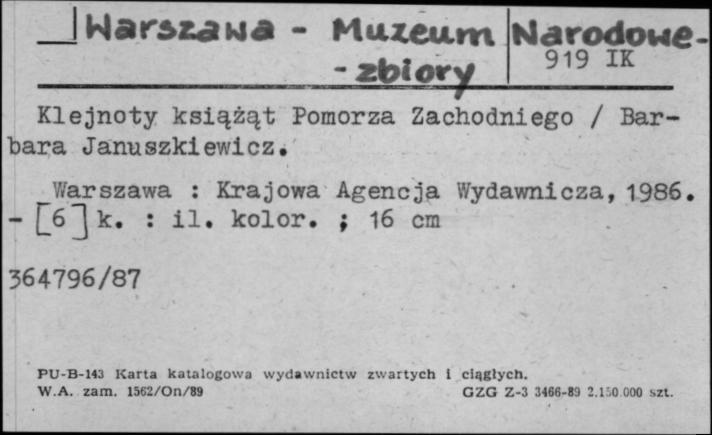 Warszawa - Muzeum Narodowe-
- zbiory
919 IK
Klejnoty książąt Pomorza Zachodniego / Bar-
bara Januszkiewicz.
Warszawa : Krajowa Agencja Wydawnicza, 1986.
- [6] k. : il. kolor. ; 16 cm
364796/87
PU-B-143 Karta katalogowa wydawnictw zwartych i ciągłych.
W.A. zam. 1562/On/89 GZG Z-3 3466-89 2.150.000 szt.